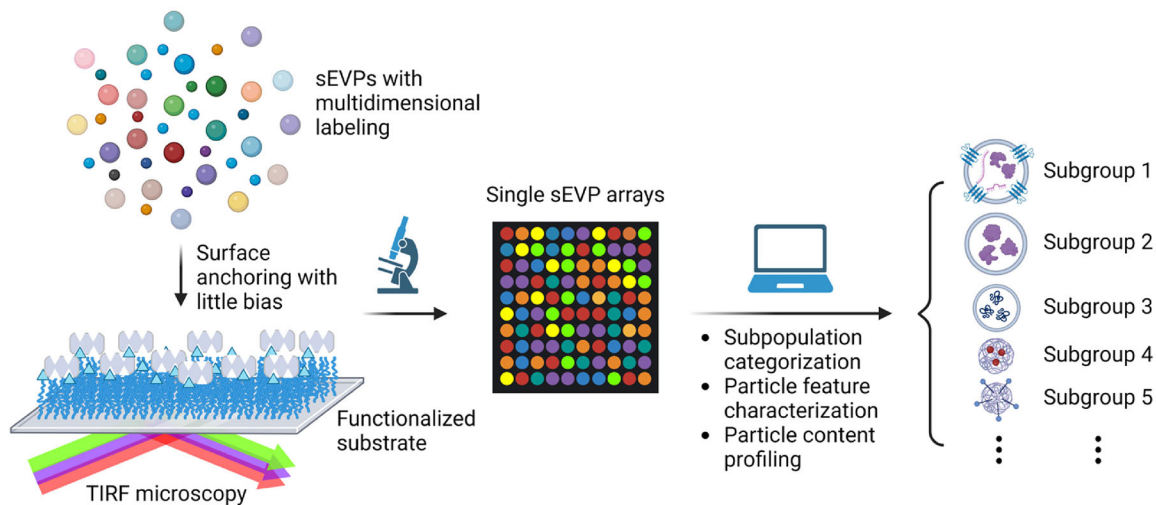 sEVPs with
multidimensional
labeling
Surface
anchoring with
little bias
Functionalized
substrate
TIRF microscopy
Single sEVP arrays
• Subpopulation
categorization
• Particle feature
characterization
• Particle content
profiling
Subgroup 1
Subgroup 2
Subgroup 3
Subgroup 4
Subgroup 5